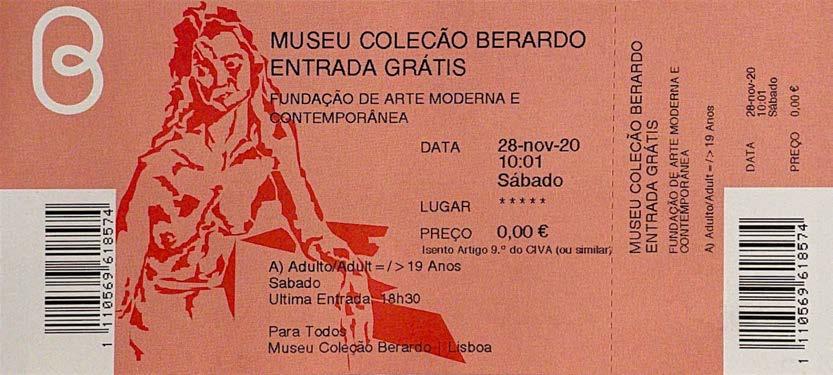 MUSEU COLECÃO BERARDO
ENTRADA GRÁTIS
FUNDAÇÃO DE ARTE MODERNA E
CONTEMPORÂNEA
DATA 28-nov-20
10:01
Sábado
LUGAR *****
PREÇO 0,00 €
Isento Artigo 9.º do CIVA (ou similar)
A) Adulto/Adult = / > 19 Anos
Sabado
Ultima Entrada: 18h30
Para Todos
Museu Coleção Berardo | Lisboa
1 110569 618574
MUSEU COLECÃO BERARDO
ENTRADA GRÁTIS
FUNDAÇÃO DE ARTE MODERNA E
CONTEMPORÂNEA
A) Adulto/Adult = / > 19 Anos
DATA 28-nov-20
10:01
Sábado
PREÇO 0,00 €
1 110569 618574